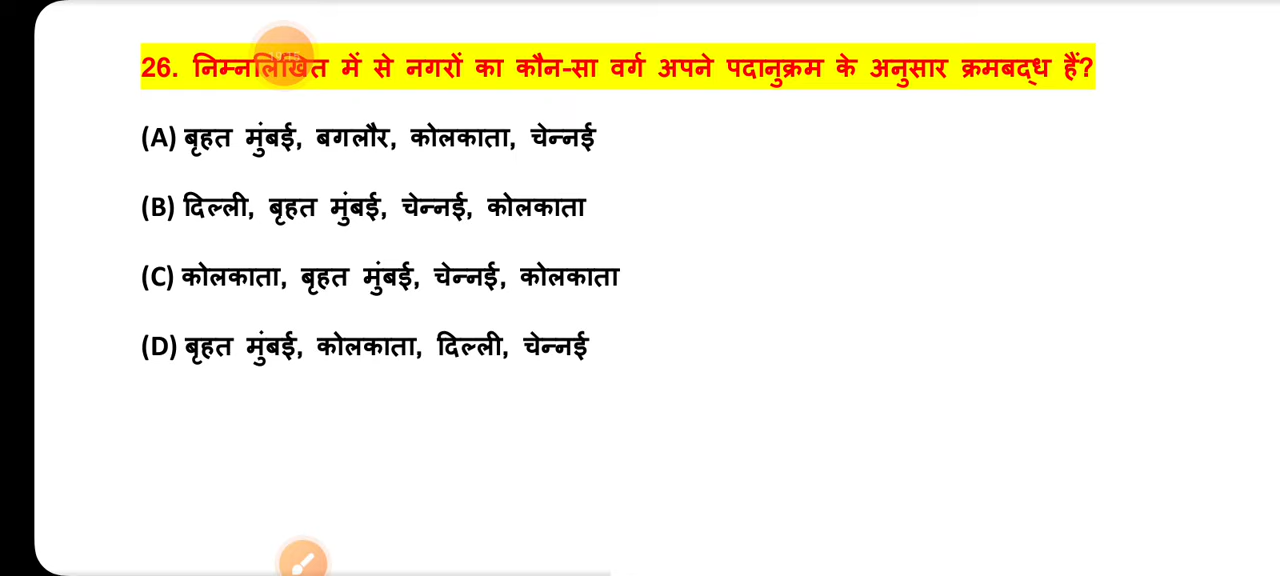 26. निम्नलिखित में से नगरों का कौन-सा वर्ग अपने पदानुक्रम के अनुसार क्रमबद्ध हैं?
(A) बृहत मुंबई, बगलौर, कोलकाता, चेन्नई
(B) दिल्ली, बृहत मुंबई, चेन्नई, कोलकाता
(C) कोलकाता, बृहत मुंबई, चेन्नई, कोलकाता
(D) बृहत मुंबई, कोलकाता, दिल्ली, चेन्नई